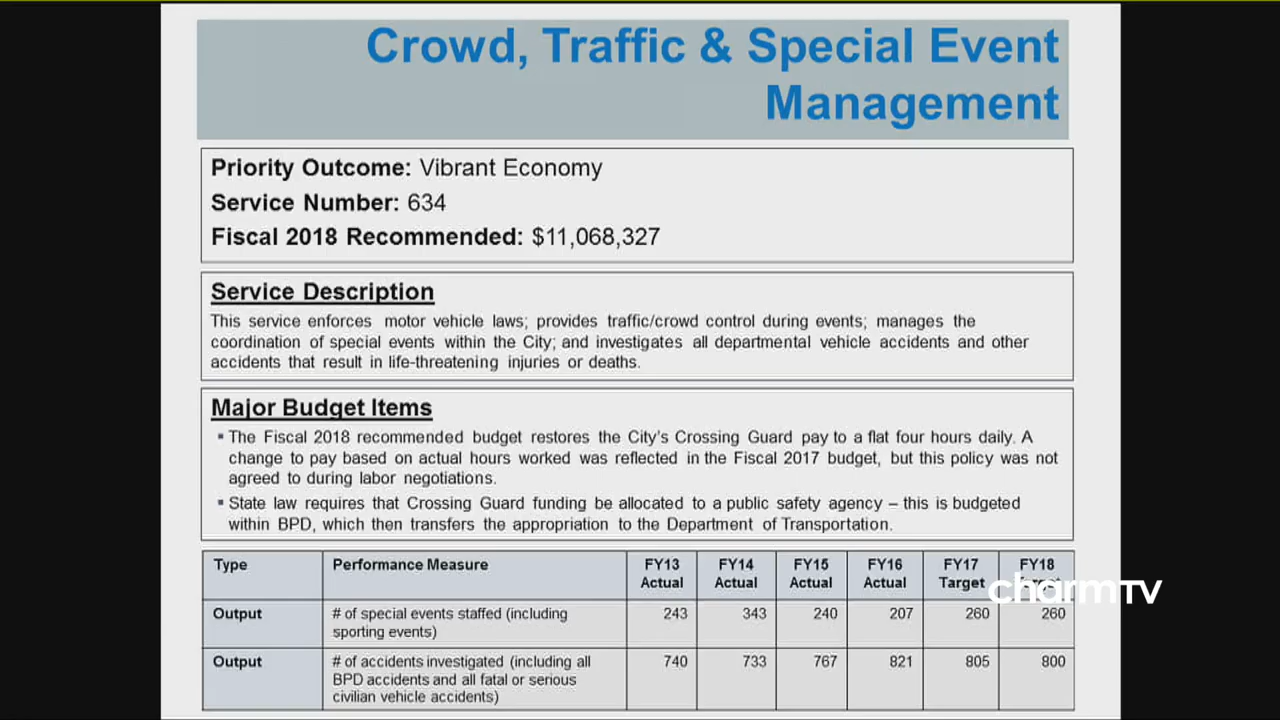 Crowd, Traffic & Special Event
Management
Priority Outcome: Vibrant Economy
Service Number: 634
Fiscal 2018 Recommended: $11,068,327
Service Description
This service enforces motor vehicle laws; provides traffic/crowd control during events; manages the
coordination of special events within the City; and investigates all departmental vehicle accidents and other
accidents that result in life-threatening injuries or deaths.
Major Budget Items
▪ The Fiscal 2018 recommended budget restores the City's Crossing Guard pay to a flat four hours daily. A
change to pay based on actual hours worked was reflected in the Fiscal 2017 budget, but this policy was not
agreed to during labor negotiations.
▪ State law requires that Crossing Guard funding be allocated to a public safety agency – this is budgeted
within BPD, which then transfers the appropriation to the Department of Transportation.
Type Performance Measure FY13 FY14 FY15 FY16 FY17 FY18
Actual Actual Actual Actual Target
charmTV
Output # of special events staffed (including 243 343 240 207 260 260
sporting events)
Output # of accidents investigated (including all 740 733 767 821 805 800
BPD accidents and all fatal or serious
civilian vehicle accidents)